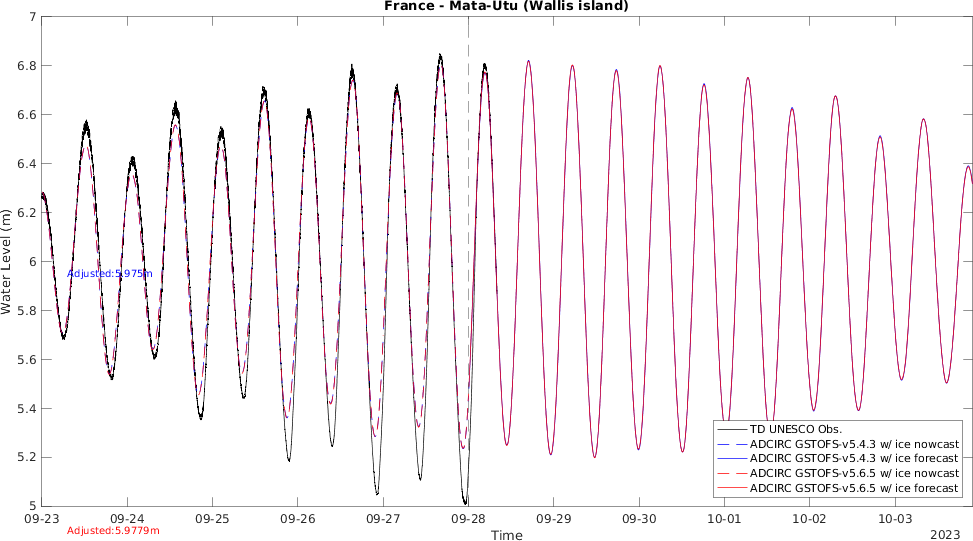 France - Mata-Utu (Wallis island)
7
6.8
6.6
6.4
6.2
6
5.8
5.6
5.4
5.2
5
Water Level (m)
Adjusted:5.975m
TD UNESCO Obs.
ADCIRC GSTOFS-v5.4.3 w/ ice nowcast
ADCIRC GSTOFS-v5.4.3 w/ ice forecast
ADCIRC GSTOFS-v5.6.5 w/ ice nowcast
ADCIRC GSTOFS-v5.6.5 w/ ice forecast
09-23 09-24 09-25 09-26 09-27 09-28 09-29 09-30 10-01 10-02 10-03
Adjusted:5.9779m
Time
2023